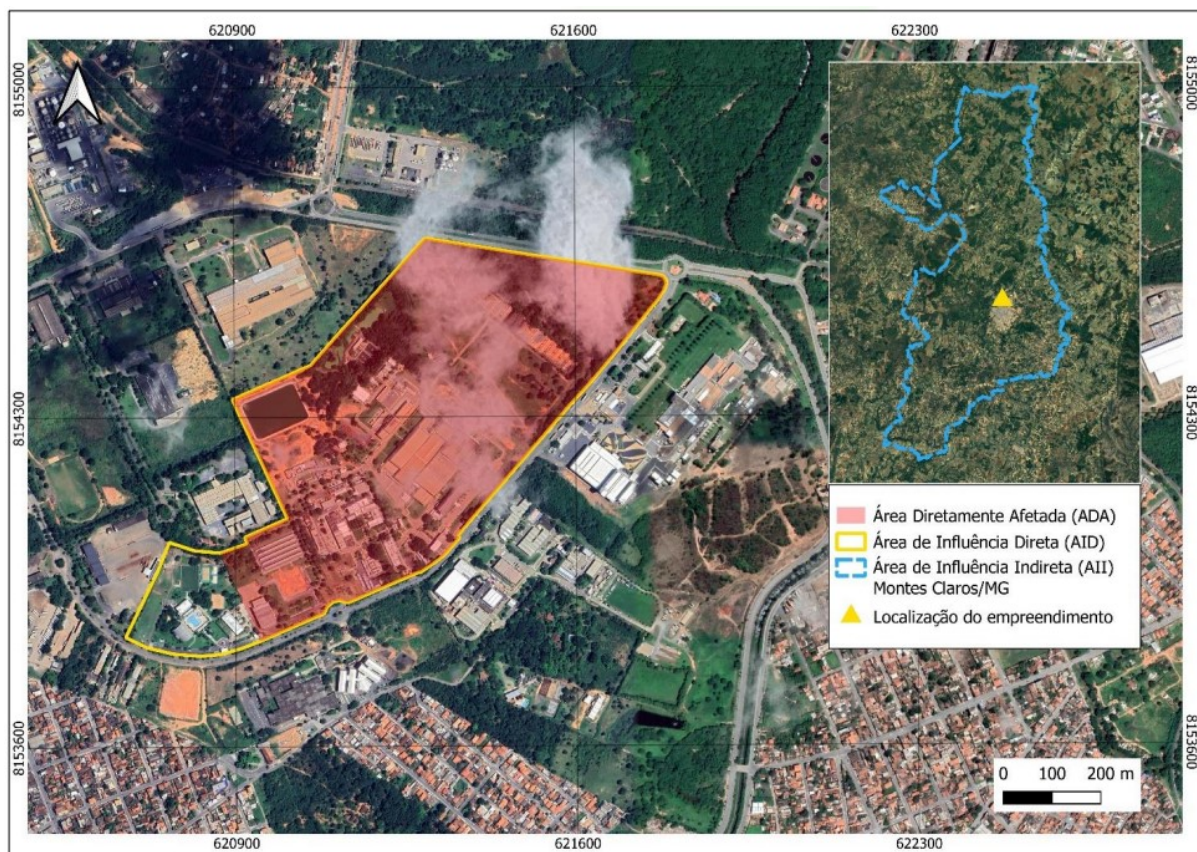 620900 621600 622300
8155000 8155000
8154300 8154300
Área Diretamente Afetada (ADA)
Área de Influência Direta (AID)
Área de Influência Indireta (AII)
Montes Claros/MG
Localização do empreendimento
8153600 8153600
0 100 200 m
620900 621600 622300